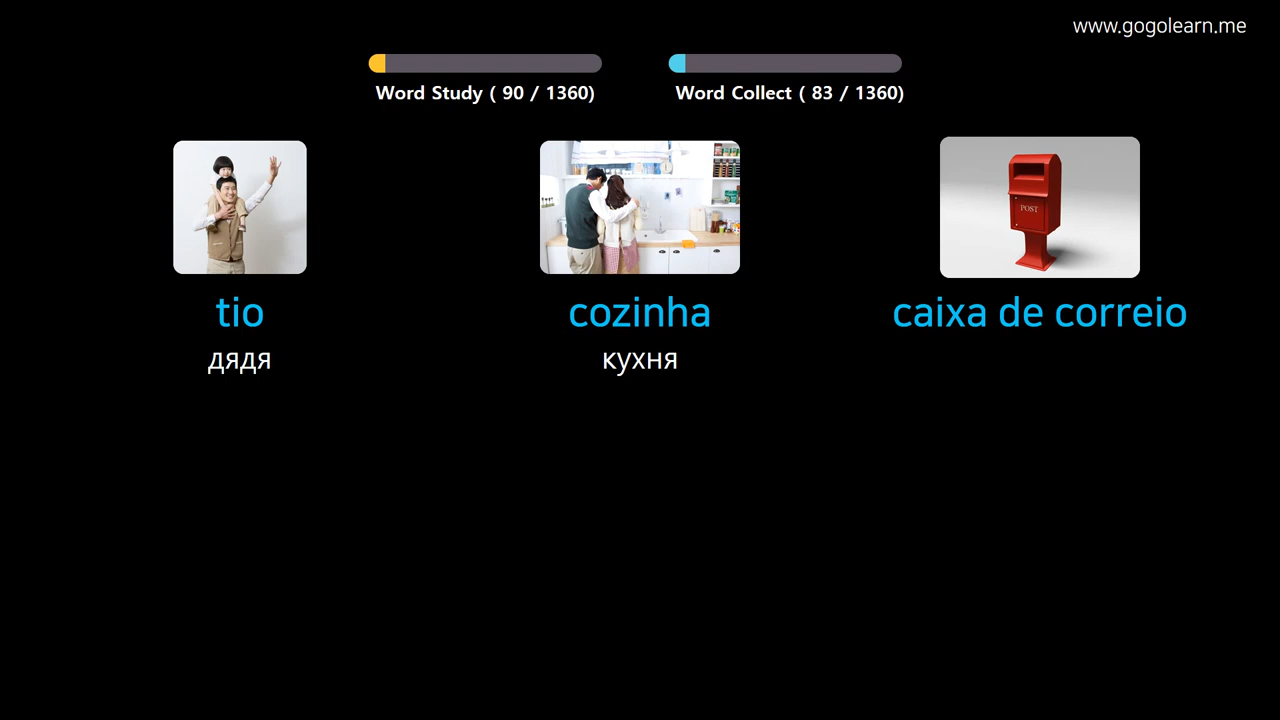 www.gogolearn.me
Word Study ( 90 / 1360)
Word Collect ( 83 / 1360)
POST
tio
cozinha
caixa de correio
дядя
кухня